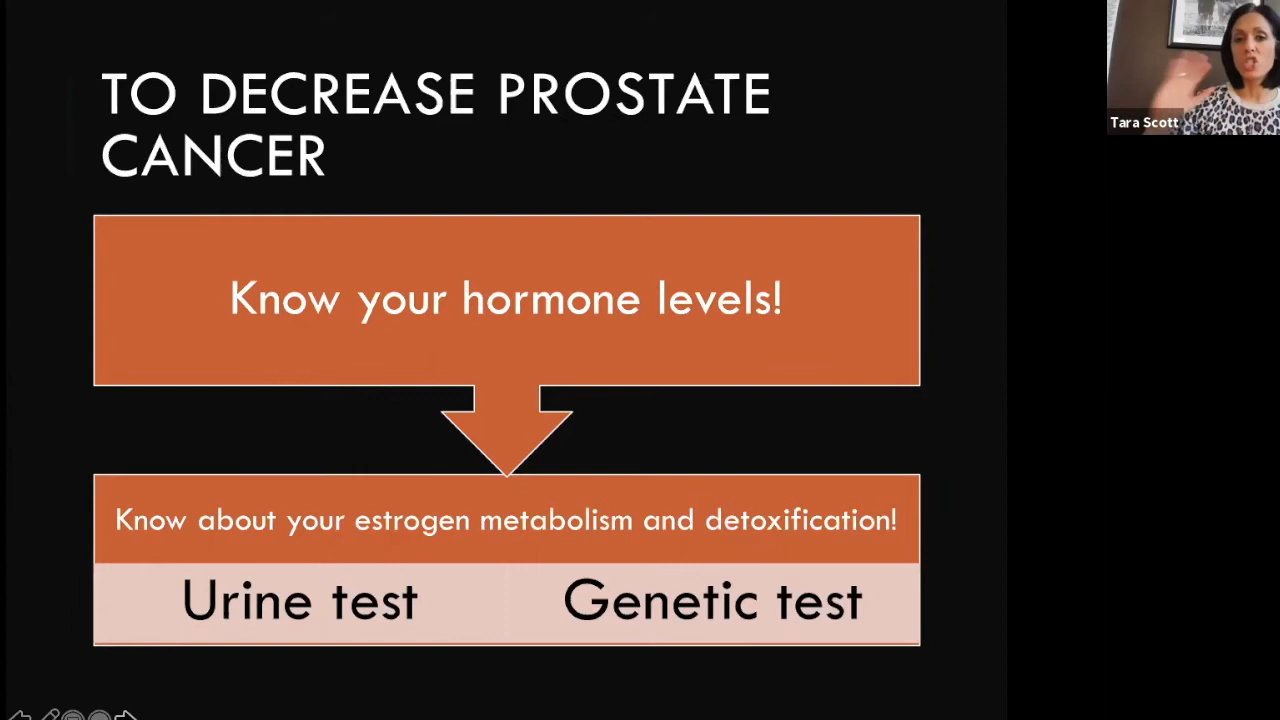 TO DECREASE PROSTATE
CANCER
Know your hormone levels!
Know about your estrogen metabolism and detoxification!
Urine test
Genetic test
Tara Scott